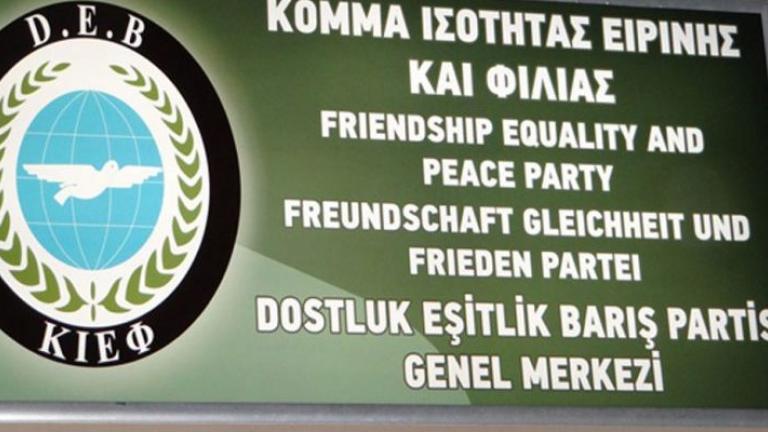 D.E.B
ΚΙΕΦ
ΚΟΜΜΑ ΙΣΟΤΗΤΑΣ ΕΙΡΙΝΗΣ
ΚΑΙ ΦΙΛΙΑΣ
FRIENDSHIP EQUALITY AND
PEACE PARTY
FREUNDSCHAFT GLEICHHEIT UND
FRIEDEN PARTEI
DOSTLUK EŞİTLİK BARIŞ PARTİS
GENEL MERKEZİ